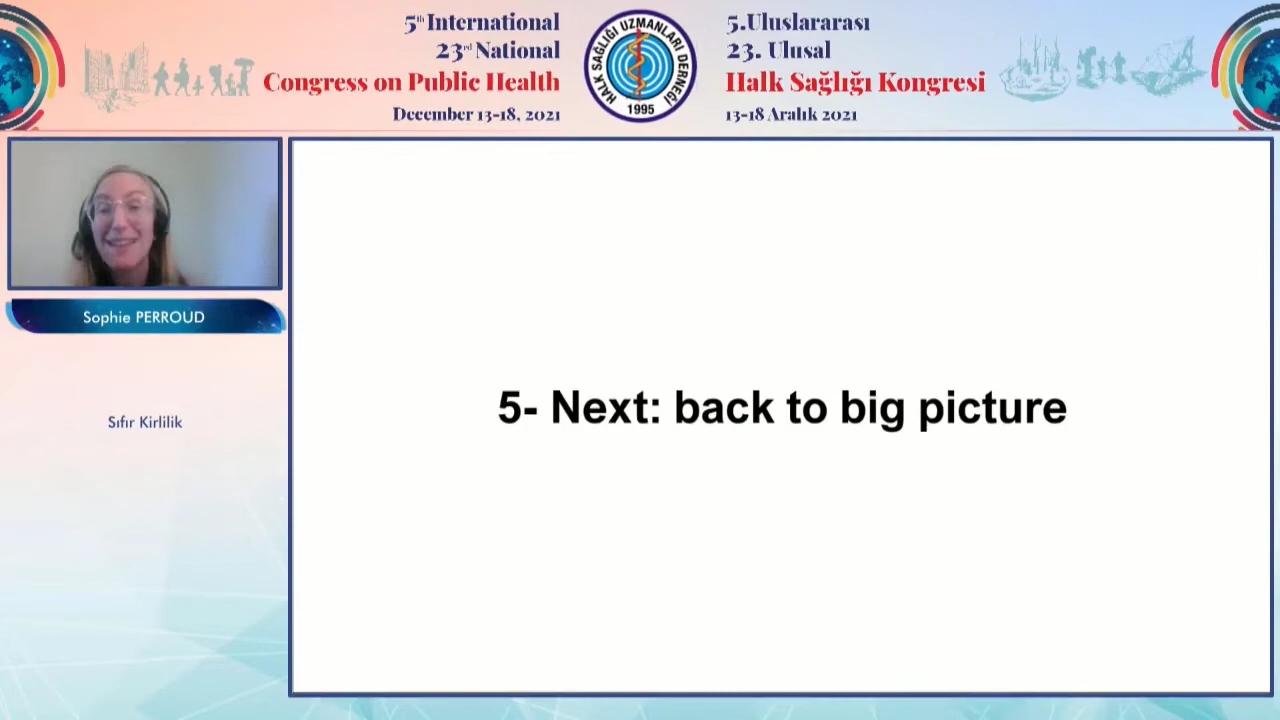 5th International
23rd National
Congress on Public Health
December 13-18, 2021
HALK SAĞLIĞI UZMANLARI DERNEĞİ
1995
5.Uluslararası
23. Ulusal
Halk Sağlığı Kongresi
13-18 Aralık 2021
Sophie PERROUD
Sıfır Kirlilik
5- Next: back to big picture